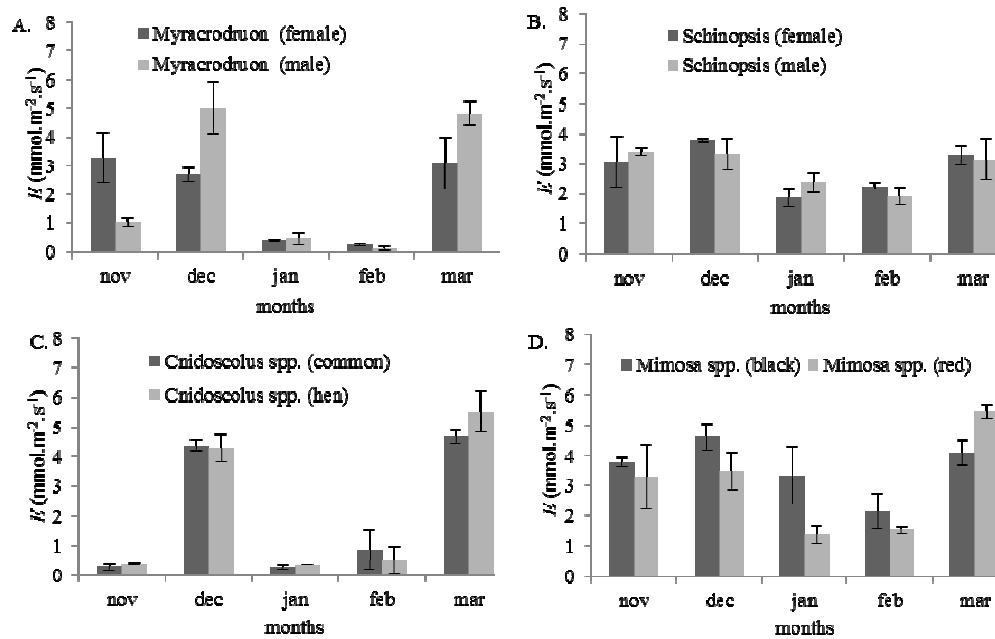 A.
Myracrodruon (female)
Myracrodruon (male)
E (mmol.m⁻².s⁻¹)
8
7
6
5
4
3
2
1
0
nov dec jan feb mar
months
B.
Schinopsis (female)
Schinopsis (male)
E (mmol.m⁻².s⁻¹)
8
7
6
5
4
3
2
1
0
nov dec jan feb mar
months
C.
Cnidoscolus spp. (common)
Cnidoscolus spp. (hen)
E (mmol.m⁻².s⁻¹)
8
7
6
5
4
3
2
1
0
nov dec jan feb mar
months
D.
Mimosa spp. (black) Mimosa spp. (red)
E (mmol.m⁻².s⁻¹)
8
7
6
5
4
3
2
1
0
nov dec jan feb mar
months